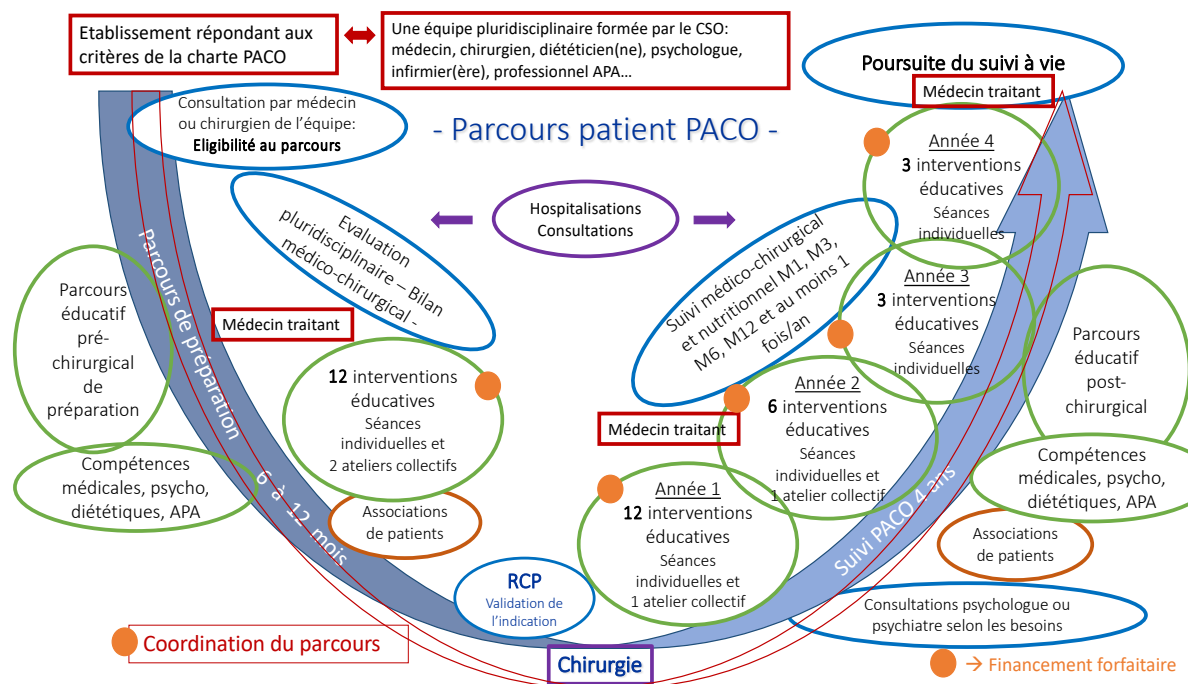 Etablissement répondant aux
critères de la charte PACO
Une équipe pluridisciplinaire formée par le CSO:
médecin, chirurgien, diététicien(ne), psychologue,
infirmier(ère), professionnel APA…
Poursuite du suivi à vie
Médecin traitant
Consultation par médecin
ou chirurgien de l’équipe:
Eligibilité au parcours
- Parcours patient PACO -
Année 4
3 interventions
éducatives
Séances
individuelles
Hospitalisations
Consultations
Evaluation
pluridisciplinaire – Bilan
médico-chirurgical -
Suivi médico-chirurgical
et nutritionnel M1, M3,
M6, M12 et au moins 1
fois/an
Année 3
3 interventions
éducatives
Séances
individuelles
Parcours de préparation
6 à 12 mois
Parcours
éducatif
pré-
chirurgical
de
préparation
Médecin traitant
12 interventions
éducatives
Séances
individuelles et
2 ateliers collectifs
Parcours
éducatif
post-
chirurgical
Année 2
6 interventions
éducatives
Séances
individuelles et
1 atelier collectif
Médecin traitant
Compétences
médicales, psycho,
diététiques, APA
Compétences
médicales, psycho,
diététiques, APA
Année 1
12 interventions
éducatives
Séances
individuelles et
1 atelier collectif
Suivi PACO 4 ans
Associations
de patients
Associations
de patients
RCP
Validation de
l’indication
Consultations psychologue ou
psychiatre selon les besoins
Coordination du parcours
Chirurgie
→ Financement forfaitaire